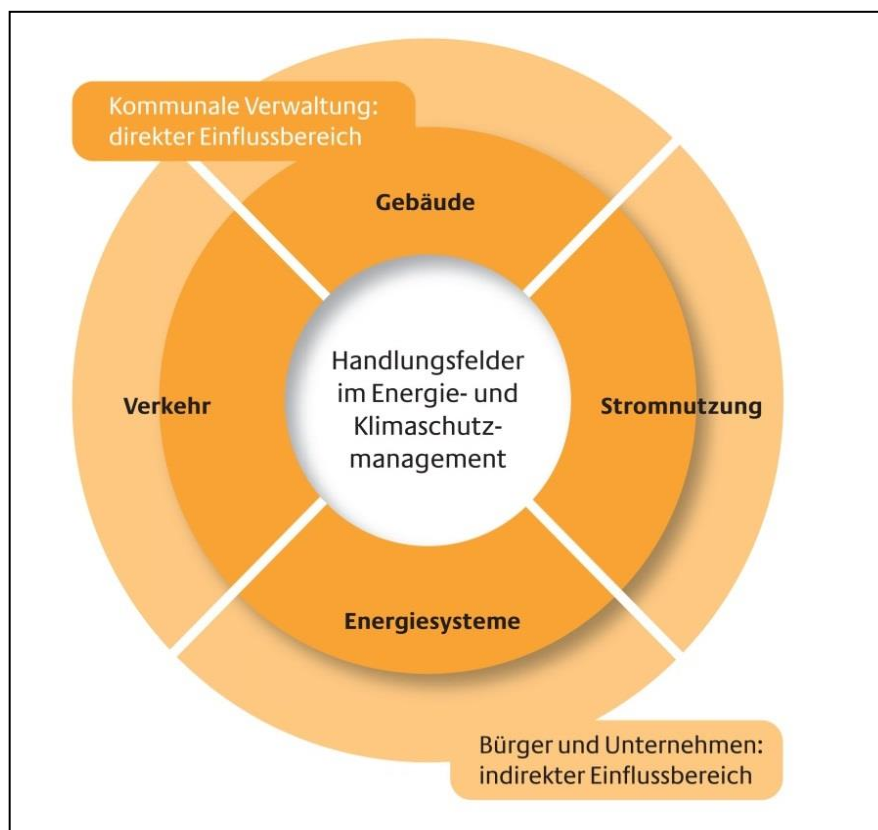 Kommunale Verwaltung:
direkter Einflussbereich
Gebäude
Handlungsfelder
im Energie- und
Klimaschutz-
management
Verkehr
Stromnutzung
Energiesysteme
Bürger und Unternehmen:
indirekter Einflussbereich